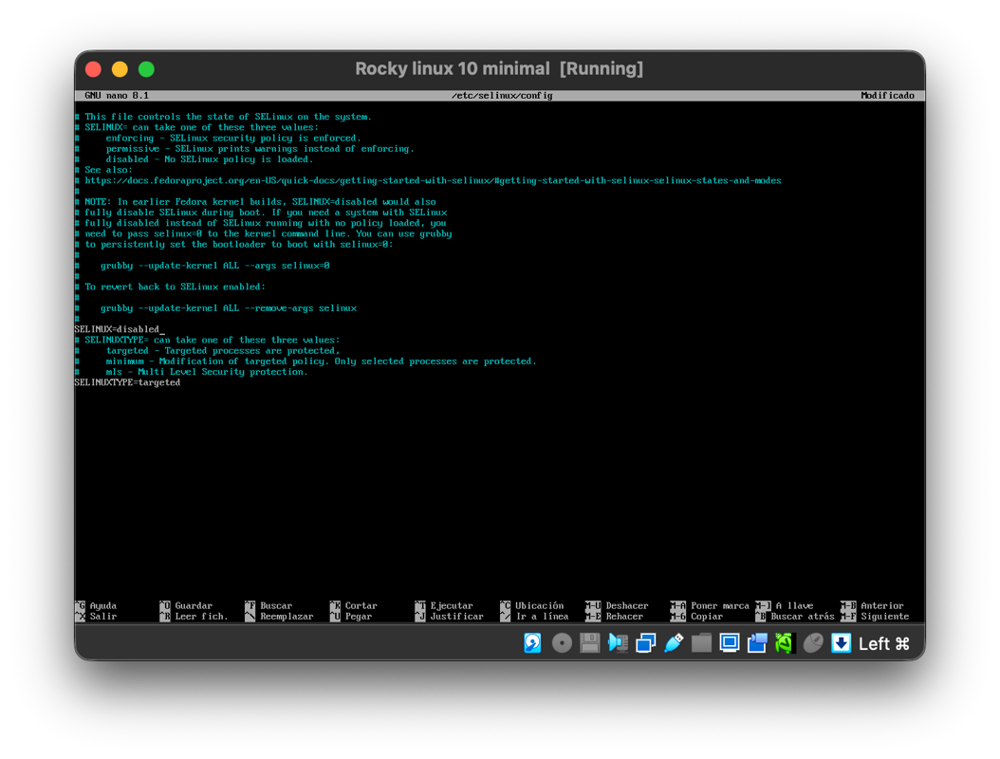 Rocky linux 10 minimal [Running]
GNU nano 8.1 /etc/selinux/config Modificado
# This file controls the state of SELinux on the system.
# SELINUX= can take one of these three values:
#     enforcing - SELinux security policy is enforced.
#     permissive - SELinux prints warnings instead of enforcing.
#     disabled - No SELinux policy is loaded.
# See also:
# https://docs.fedoraproject.org/en-US/quick-docs/getting-started-with-selinux/#getting-started-with-selinux-selinux-states-and-modes
#
# NOTE: In earlier Fedora kernel builds, SELINUX=disabled would also
# fully disable SELinux during boot. If you need a system with SELinux
# fully disabled instead of SELinux running with no policy loaded, you
# need to pass selinux=0 to the kernel command line. You can use grubby
# to persistently set the bootloader to boot with selinux=0:
#
#    grubby --update-kernel ALL --args selinux=0
#
# To revert back to SELinux enabled:
#
#    grubby --update-kernel ALL --remove-args selinux
#
SELINUX=disabled_
# SELINUXTYPE= can take one of these three values:
#     targeted - Targeted processes are protected,
#     minimum - Modification of targeted policy. Only selected processes are protected.
#     mls - Multi Level Security protection.
SELINUXTYPE=targeted
^G Ayuda ^O Guardar ^F Buscar ^K Cortar ^T Ejecutar ^C Ubicación M-U Deshacer M-A Poner marca M-] A llave M-B Anterior
^X Salir ^R Leer fich. ^\ Reemplazar ^U Pegar ^J Justificar ^/ Ir a línea M-E Rehacer M-6 Copiar ^B Buscar atrás M-F Siguiente
Left ⌘